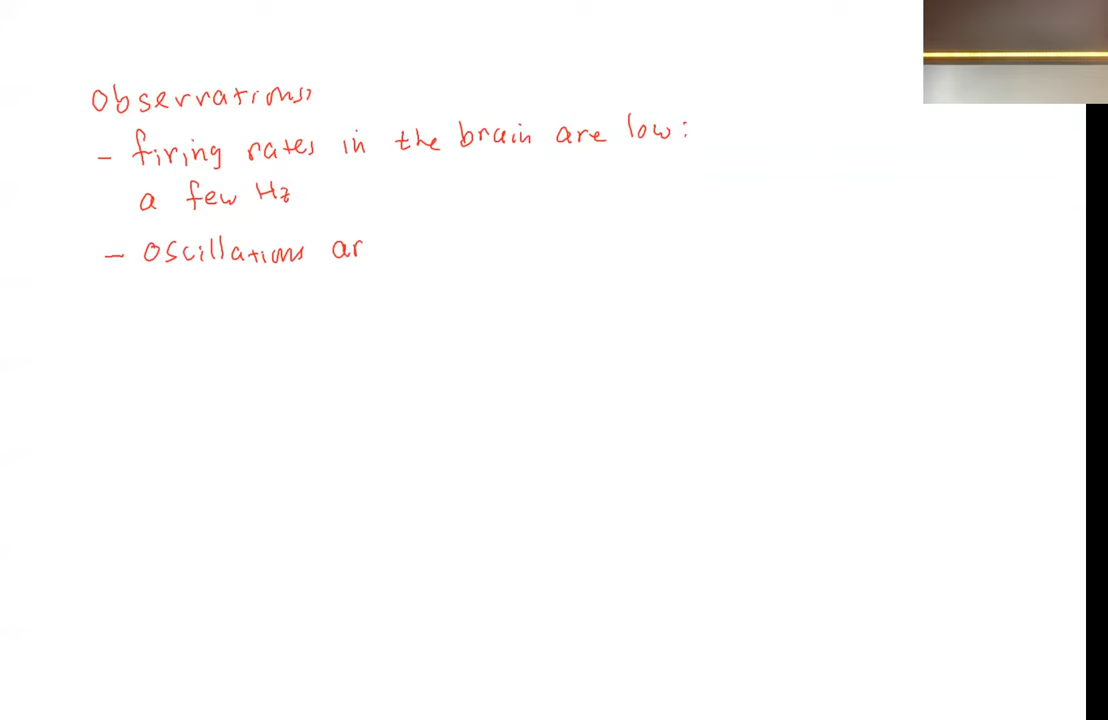 Observations:
- firing rates in the brain are low:
a few Hz
- Oscillations ar